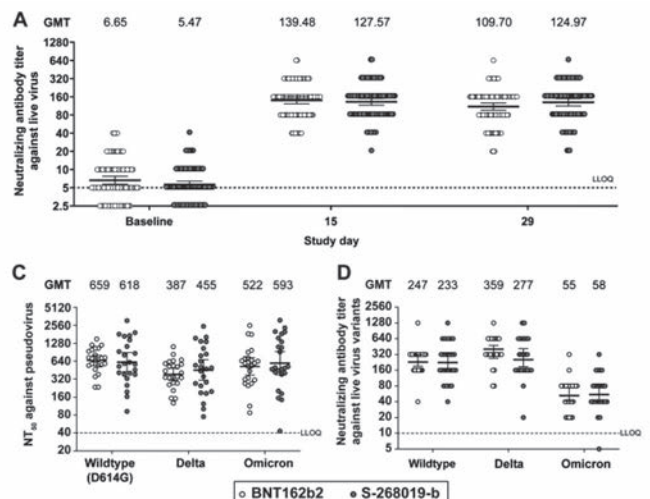 A
GMT 6.65 5.47 139.48 127.57 109.70 124.97
Neutralizing antibody titer
against live virus
1280
640
320
160
80
40
20
10
5
2.5
LLOQ
Baseline 15 29
Study day
C
GMT 659 618 387 455 522 593
NT50 against pseudovirus
5120
2560
1280
640
320
160
80
40
20
LLOQ
Wildtype Delta Omicron
(D614G)
D
GMT 247 233 359 277 55 58
Neutralizing antibody titer
against live virus variants
2560
1280
640
320
160
80
40
20
10
5
LLOQ
Wildtype Delta Omicron
BNT162b2 S-268019-b